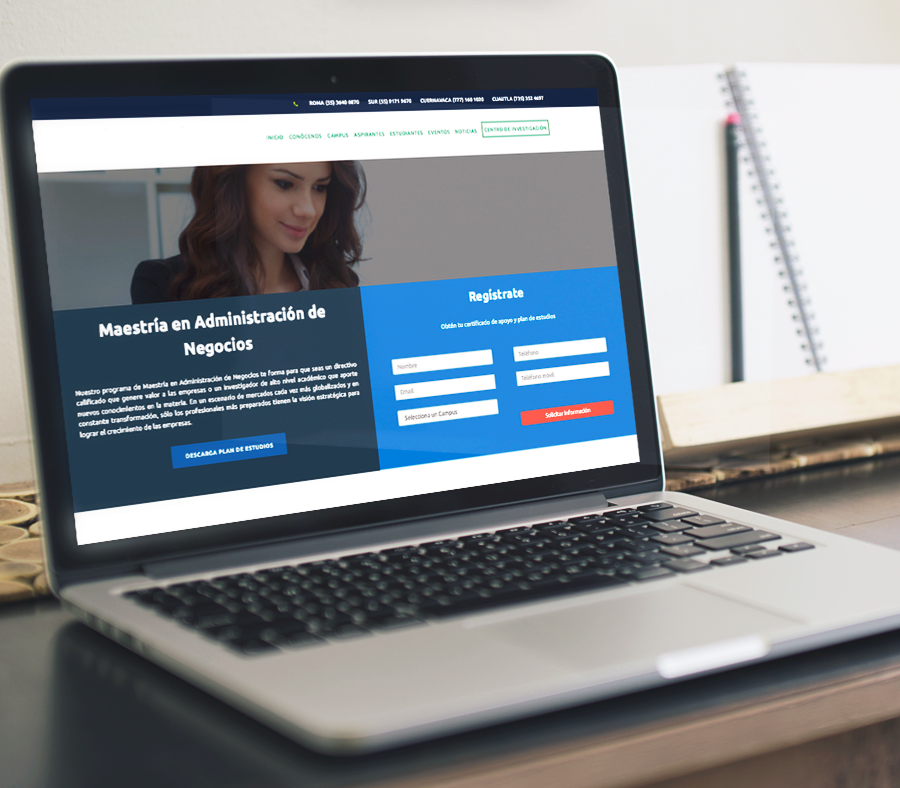 ROMA (55) 3640 6870 SUR (55) 9171 9670 CUERNAVACA (777) 160 1020 CUAUTLA (735) 352 4697
INICIO CONÓCENOS CAMPUS ASPIRANTES ESTUDIANTES EVENTOS NOTICIAS CENTRO DE INVESTIGACIÓN
Maestría en Administración de
Negocios
Nuestro programa de Maestría en Administración de Negocios te forma para que seas un directivo
calificado que genere valor a las empresas o un investigador de alto nivel académico que aporte
nuevos conocimientos en la materia. En un escenario de mercados cada vez más globalizados y en
constante transformación, sólo los profesionales más preparados tienen la visión estratégica para
lograr el crecimiento de las empresas.
DESCARGA PLAN DE ESTUDIOS
Regístrate
Obtén tu certificado de apoyo y plan de estudios
Nombre
Teléfono
Email
Teléfono móvil
Selecciona un Campus
Solicitar Información